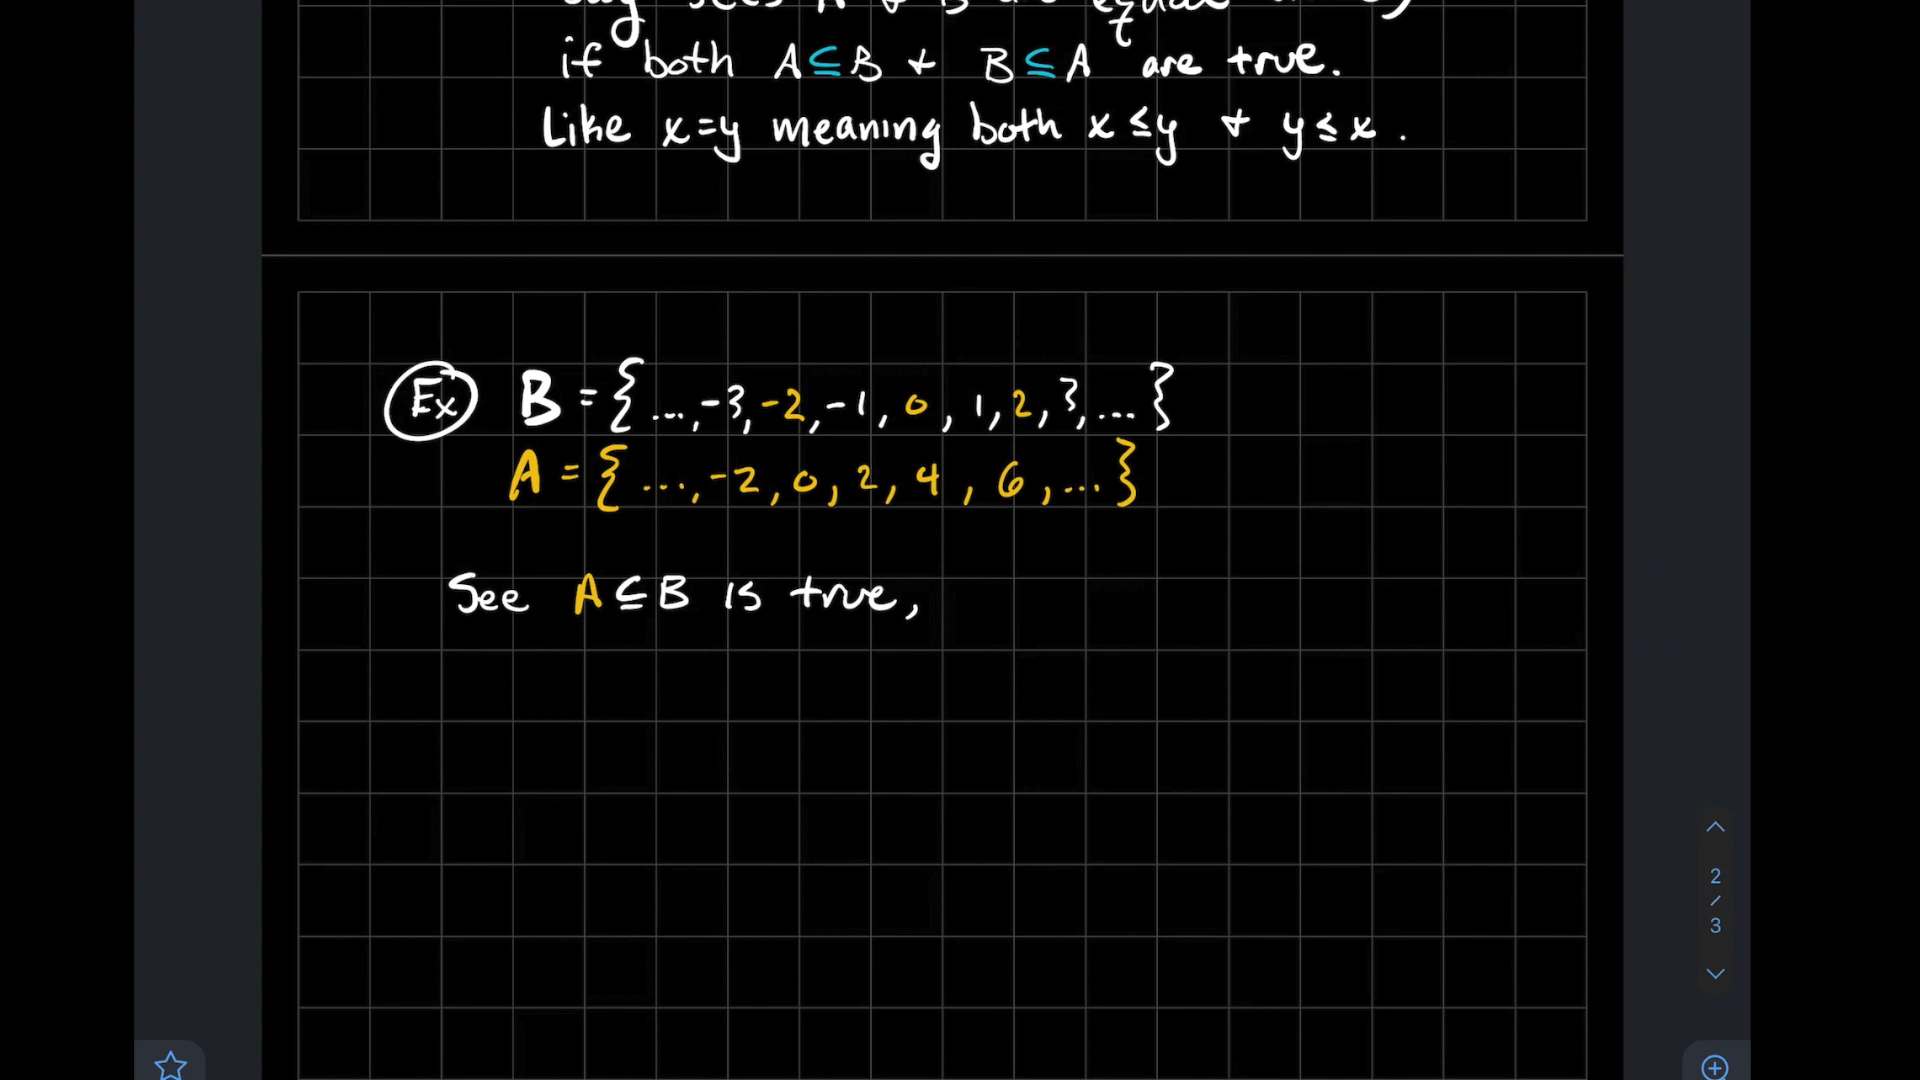 if both A⊆B + B⊆A are true.
Like x=y meaning both x≤y + y≤x.
Ex B={...,-3,-2,-1,0,1,2,3,...}
A={...,-2,0,2,4,6,...}
See A⊆B is true,
2
/
3